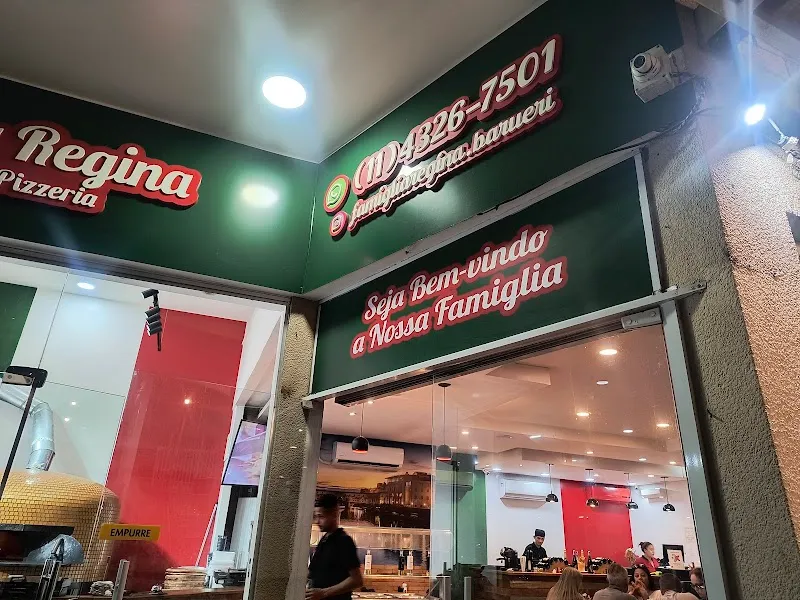 Regina
Pizzeria
(11) 4326-7501
famigliaregina.barueri
Seja Bem-vindo
a Nossa Famiglia
EMPURRE